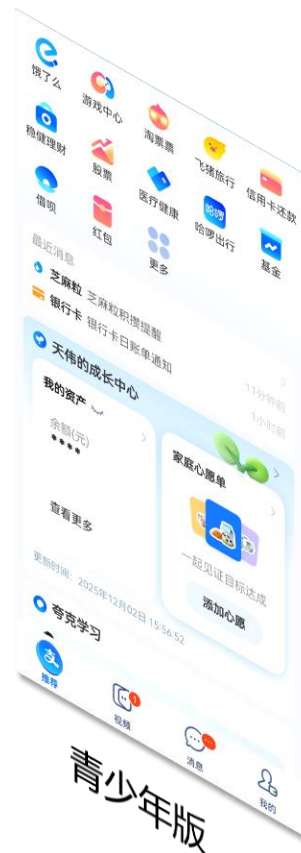 饿了么 游戏中心 淘票票 飞猪旅行 信用卡还款
稳健理财 股票 医疗健康 哈啰出行 基金
哈啰
借呗 红包 更多
最近消息
芝麻粒 芝麻粒积攒提醒 11分钟前
银行卡 银行卡日账单通知 1小时前
天伟的成长中心
我的资产
余额(元)
****
查看更多
家庭心愿单
一起见证目标达成
添加心愿
更新时间：2025年12月02日 15:56:52
夸克学习
支
推荐 视频 消息 我的
1
青少年版